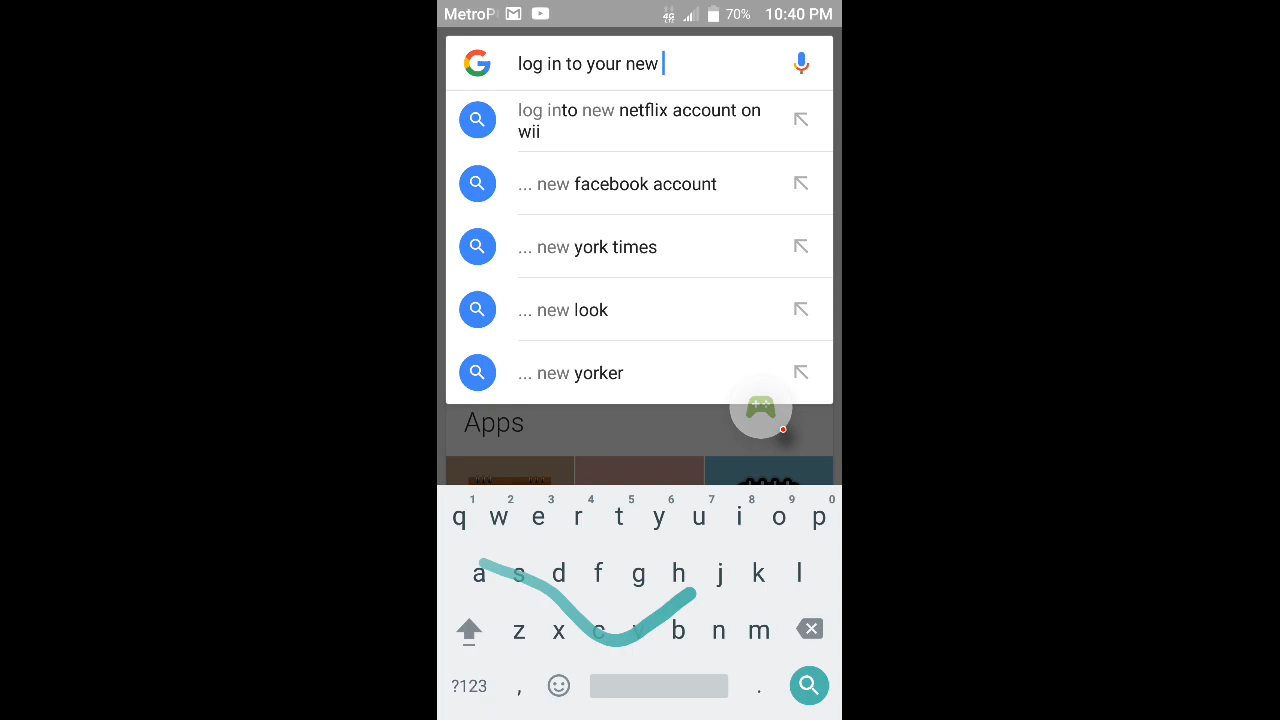 MetroP 4G LTE 70% 10:40 PM
log in to your new
log into new netflix account on
wii
... new facebook account
... new york times
... new look
... new yorker
Apps
1 2 3 4 5 6 7 8 9 0
q w e r t y u i o p
a s d f g h j k l
z x c v b n m
?123 , .